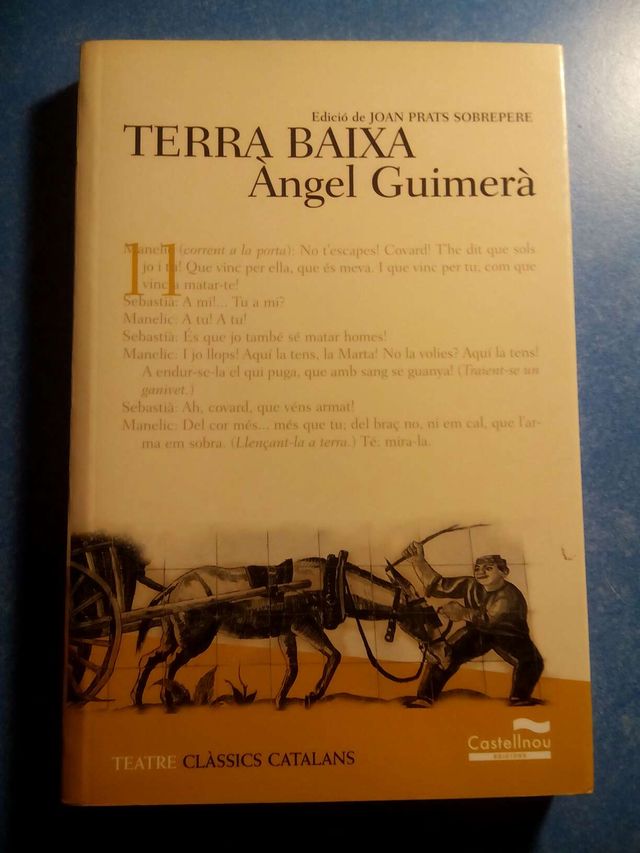 Edició de JOAN PRATS SOBREPERE
TERRA BAIXA
Àngel Guimerà
11
Manelic (corrent a la porta): No t'escapes! Covard! T'he dit que sols
jo i tu! Que vinc per ella, que és meva. I que vinc per tu, com que
vinc a matar-te!
Sebastià: A mi!... Tu a mi?
Manelic: A tu! A tu!
Sebastià: És que jo també sé matar homes!
Manelic: I jo llops! Aquí la tens, la Marta! No la volies? Aquí la tens!
A endur-se-la el qui puga, que amb sang se guanya! (Traient-se un
ganivet.)
Sebastià: Ah, covard, que véns armat!
Manelic: Del cor més... més que tu; del braç no, ni em cal, que l'ar-
ma em sobra. (Llençant-la a terra.) Té: mira-la.
TEATRE CLÀSSICS CATALANS
Castellnou
EDICIONS